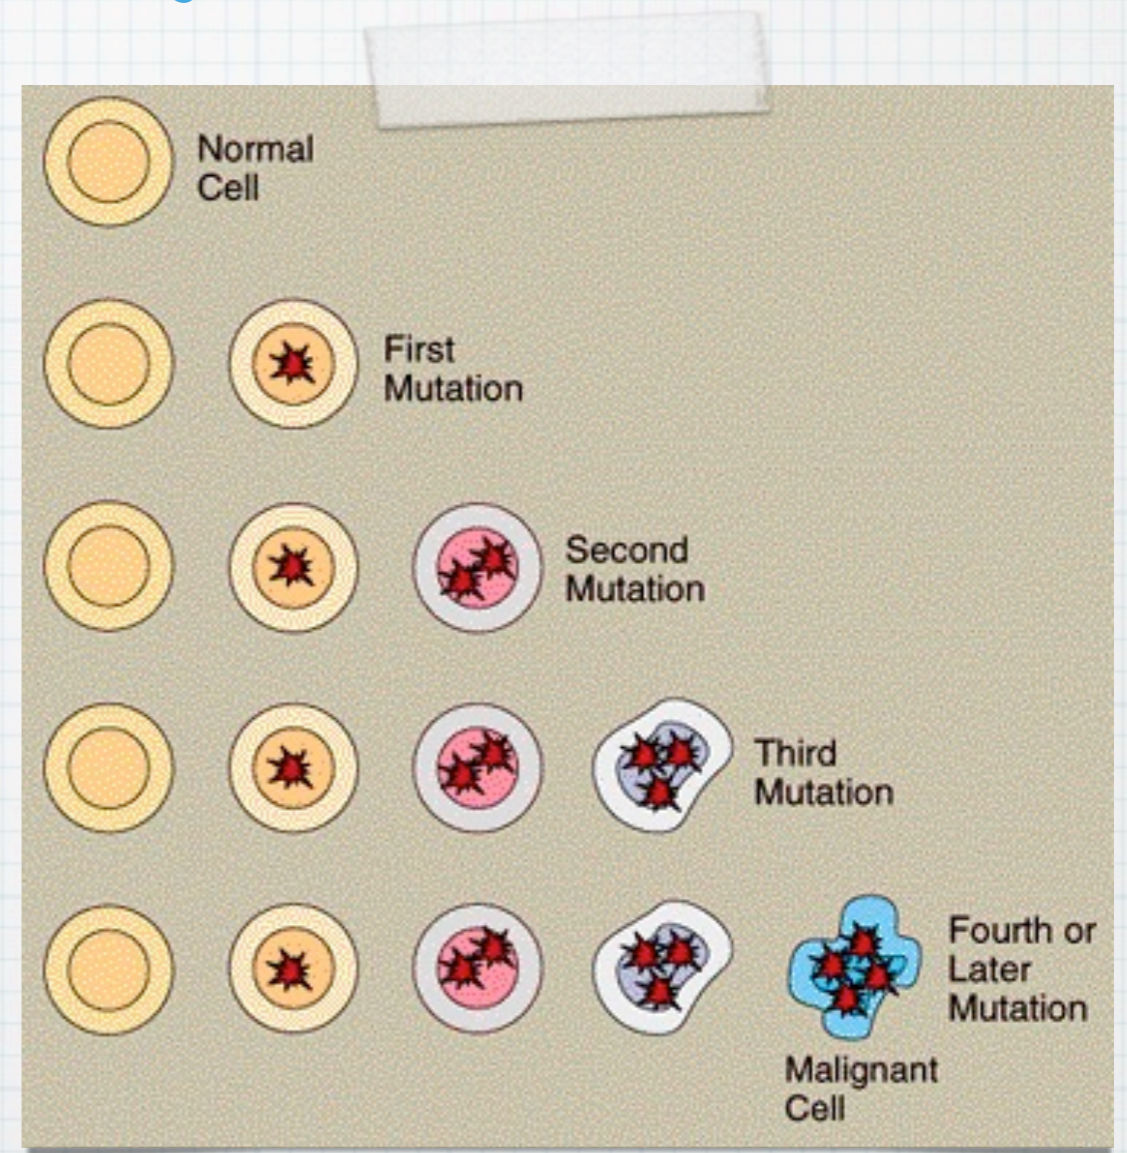 Normal
Cell
First
Mutation
Second
Mutation
Third
Mutation
Fourth or
Later
Mutation
Malignant
Cell